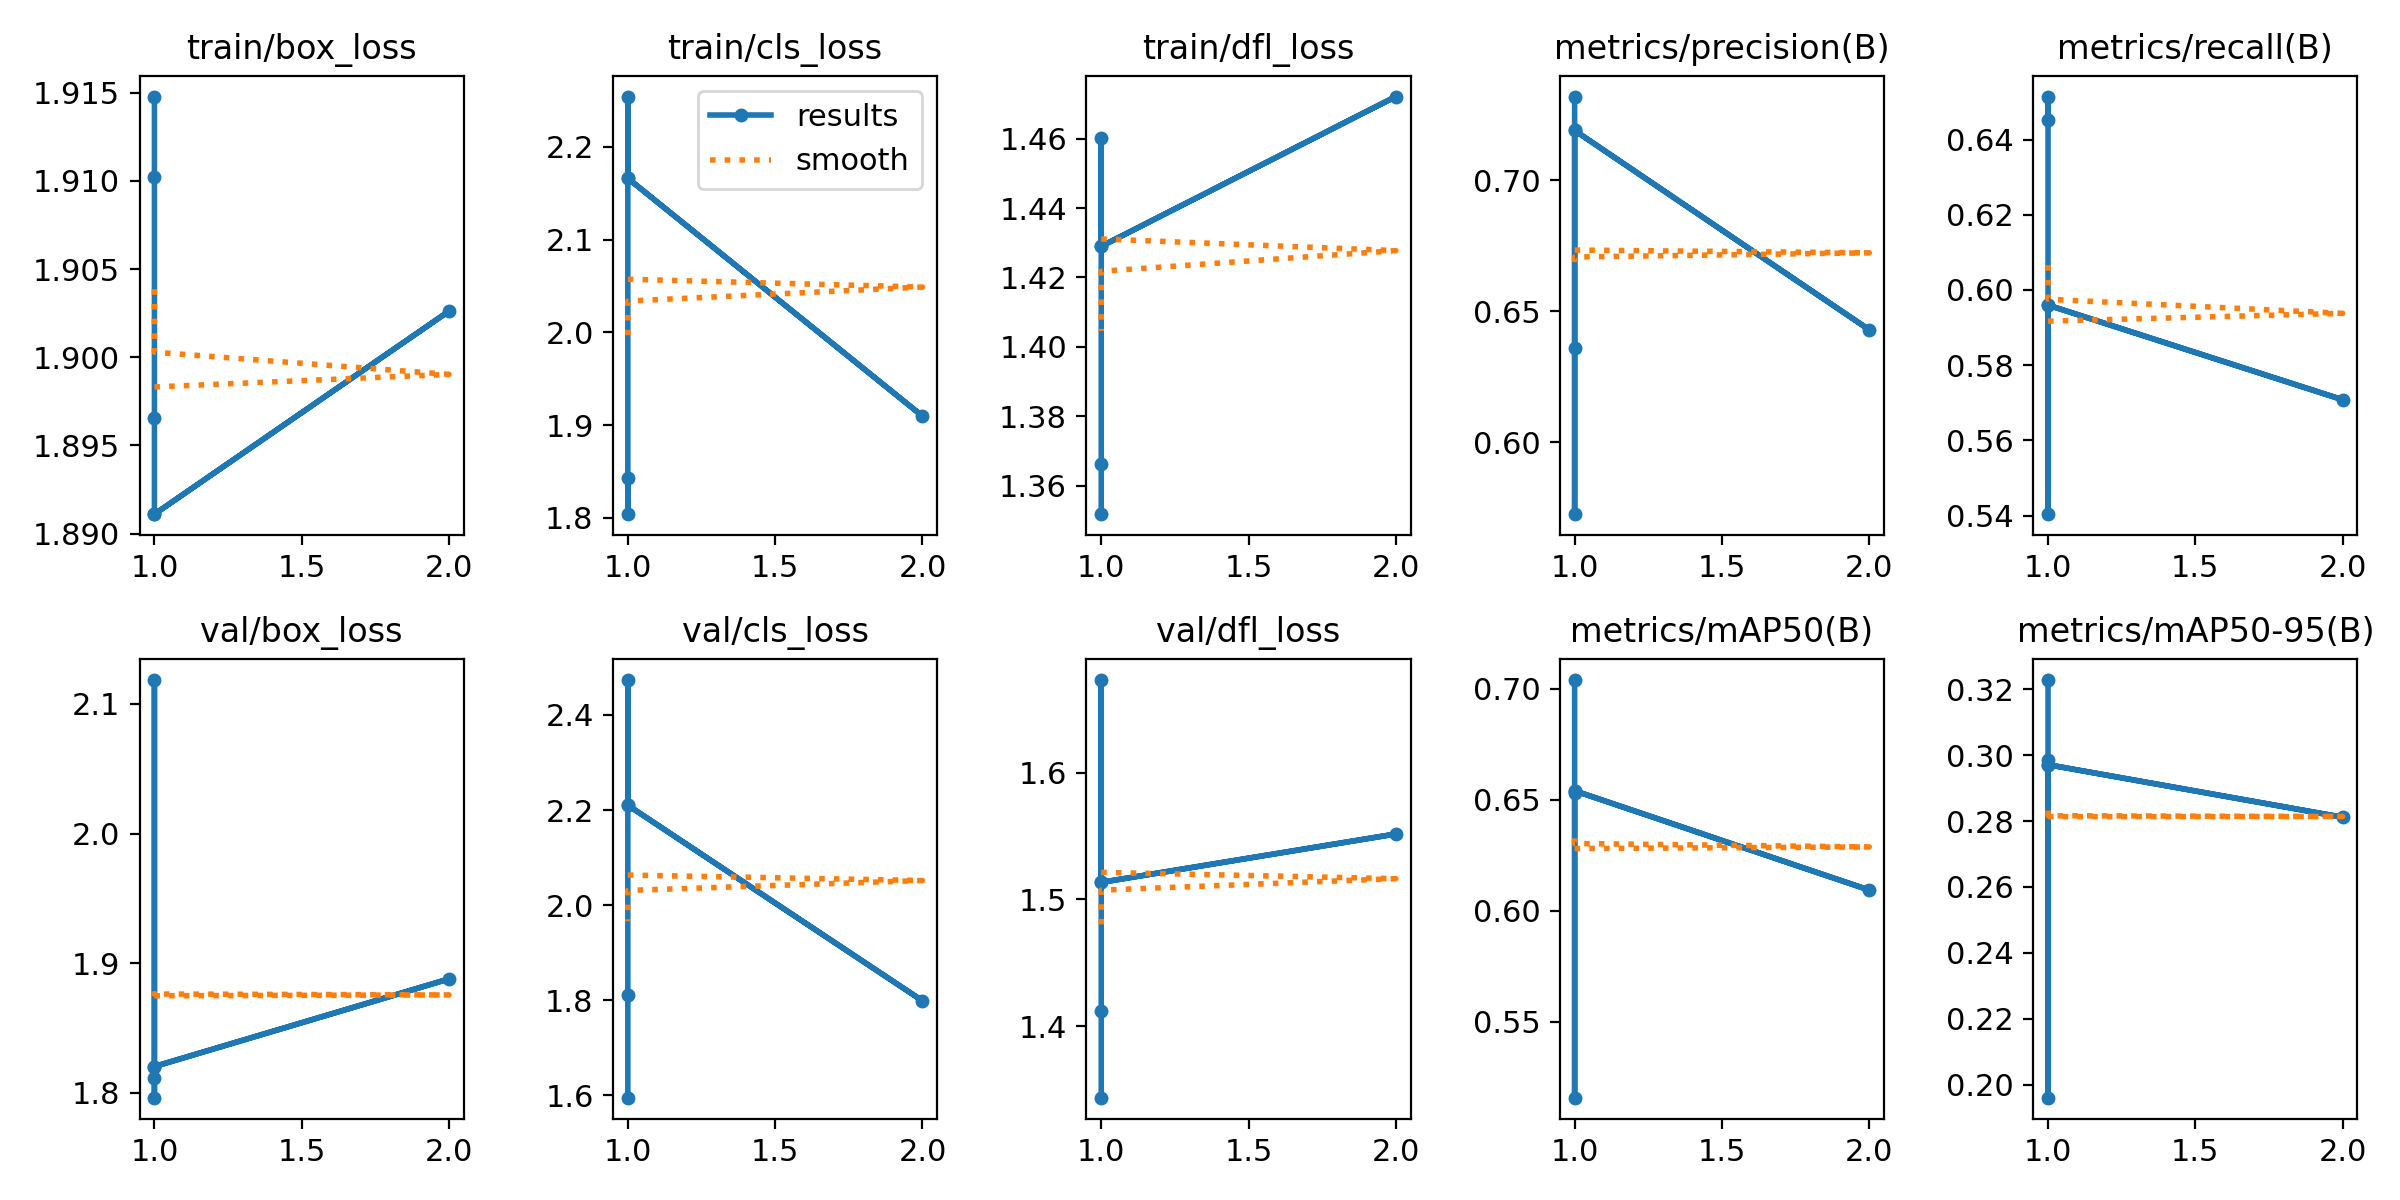 train/box_loss
1.915
1.910
1.905
1.900
1.895
1.890
1.0 1.5 2.0
train/cls_loss
results
smooth
2.2
2.1
2.0
1.9
1.8
1.0 1.5 2.0
train/dfl_loss
1.46
1.44
1.42
1.40
1.38
1.36
1.0 1.5 2.0
metrics/precision(B)
0.70
0.65
0.60
1.0 1.5 2.0
metrics/recall(B)
0.64
0.62
0.60
0.58
0.56
0.54
1.0 1.5 2.0
val/box_loss
2.1
2.0
1.9
1.8
1.0 1.5 2.0
val/cls_loss
2.4
2.2
2.0
1.8
1.6
1.0 1.5 2.0
val/dfl_loss
1.6
1.5
1.4
1.0 1.5 2.0
metrics/mAP50(B)
0.70
0.65
0.60
0.55
1.0 1.5 2.0
metrics/mAP50-95(B)
0.32
0.30
0.28
0.26
0.24
0.22
0.20
1.0 1.5 2.0